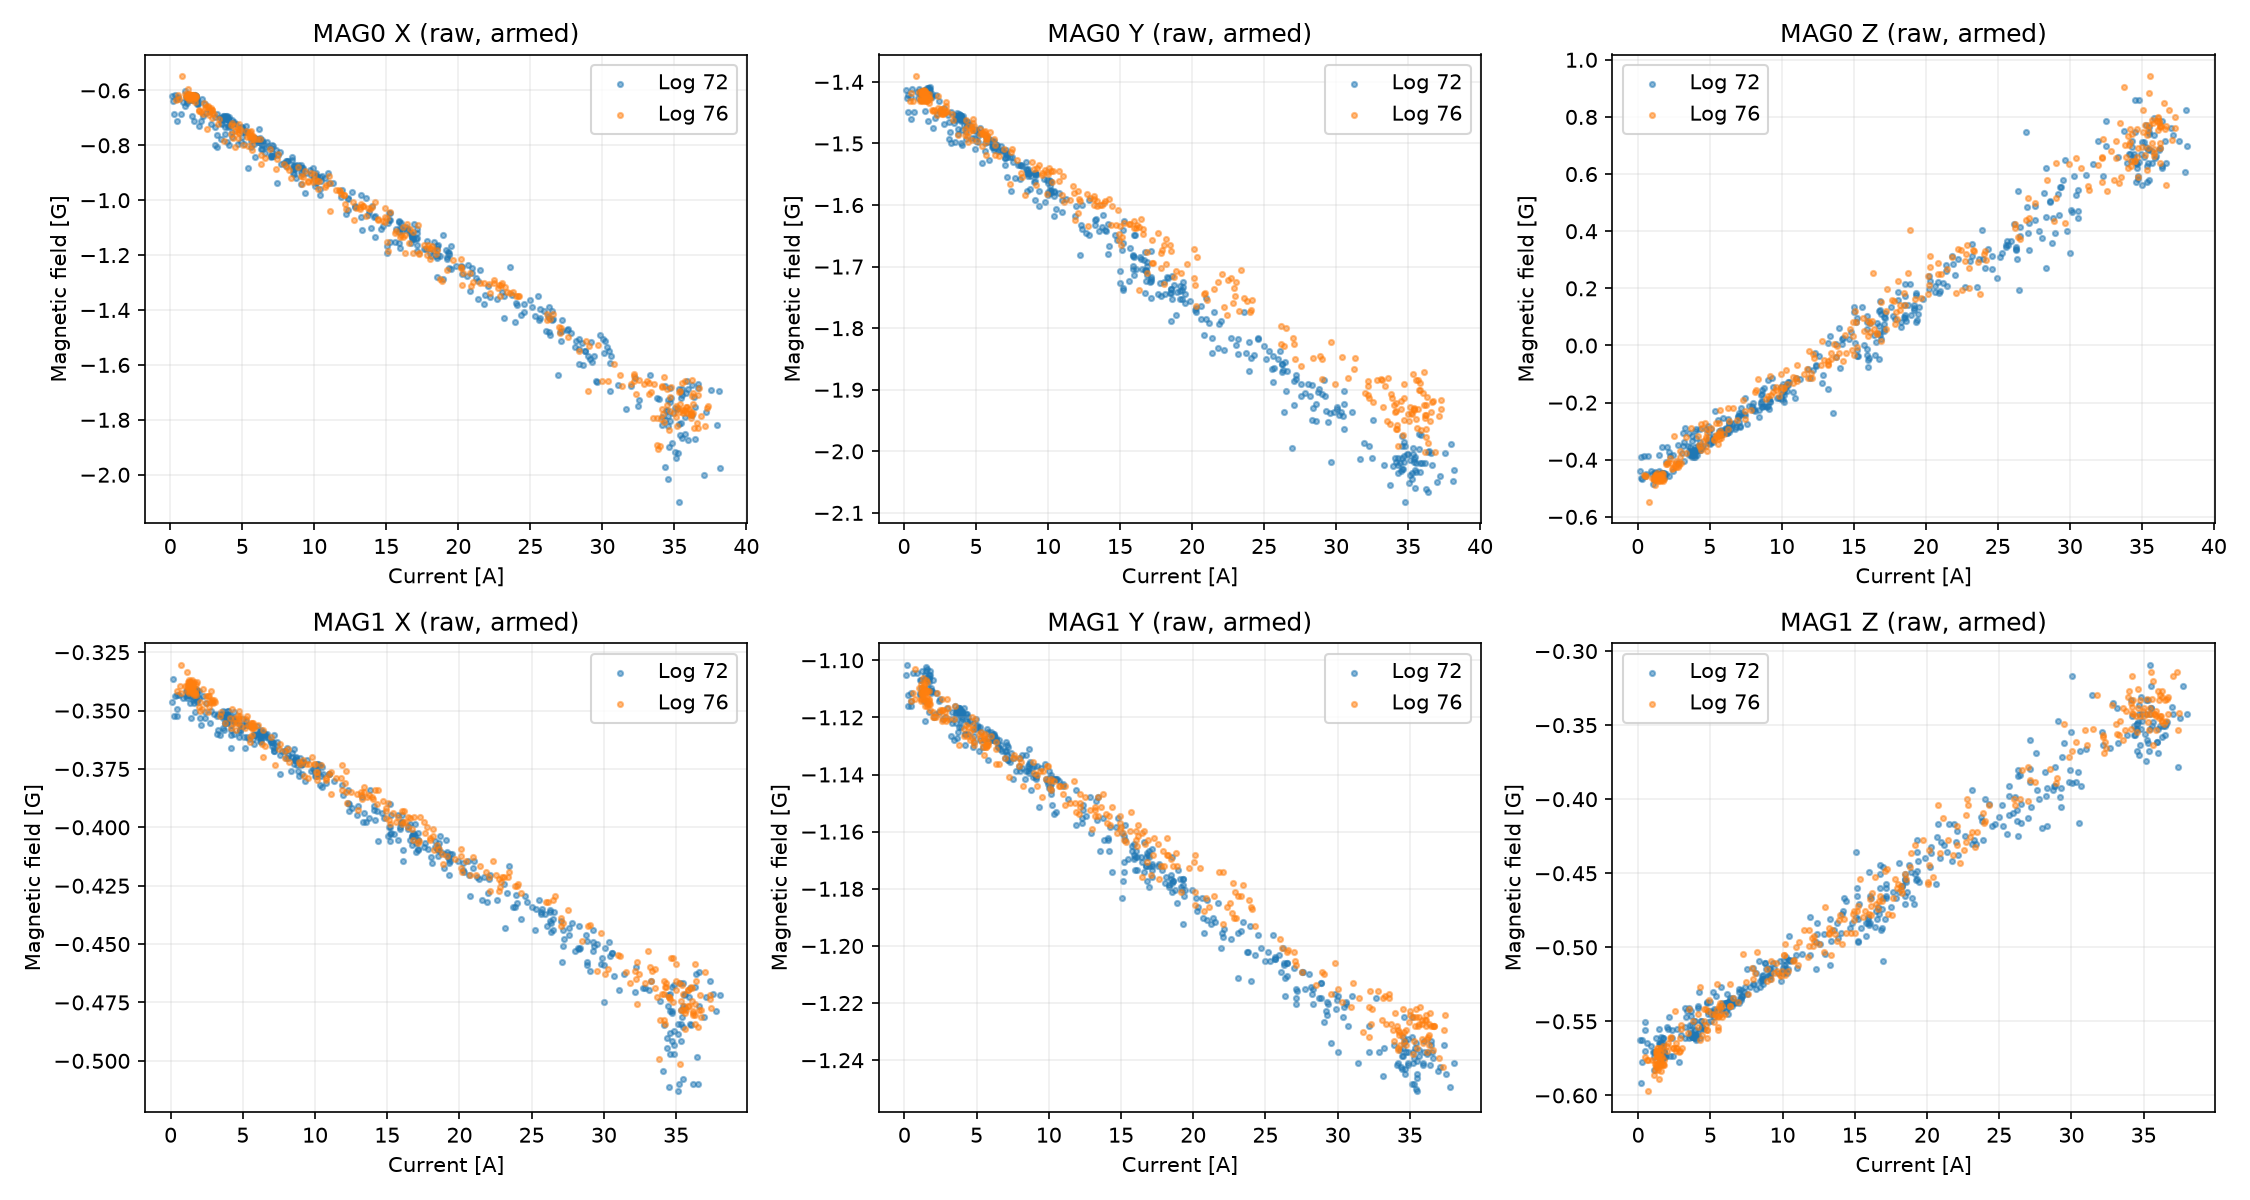 MAG0 X (raw, armed)
Magnetic field [G]
−0.6
−0.8
−1.0
−1.2
−1.4
−1.6
−1.8
−2.0
Log 72
Log 76
0 5 10 15 20 25 30 35 40
Current [A]
MAG0 Y (raw, armed)
Magnetic field [G]
−1.4
−1.5
−1.6
−1.7
−1.8
−1.9
−2.0
−2.1
Log 72
Log 76
0 5 10 15 20 25 30 35 40
Current [A]
MAG0 Z (raw, armed)
Magnetic field [G]
1.0
0.8
0.6
0.4
0.2
0.0
−0.2
−0.4
−0.6
Log 72
Log 76
0 5 10 15 20 25 30 35 40
Current [A]
MAG1 X (raw, armed)
Magnetic field [G]
−0.325
−0.350
−0.375
−0.400
−0.425
−0.450
−0.475
−0.500
Log 72
Log 76
0 5 10 15 20 25 30 35
Current [A]
MAG1 Y (raw, armed)
Magnetic field [G]
−1.10
−1.12
−1.14
−1.16
−1.18
−1.20
−1.22
−1.24
Log 72
Log 76
0 5 10 15 20 25 30 35
Current [A]
MAG1 Z (raw, armed)
Magnetic field [G]
−0.30
−0.35
−0.40
−0.45
−0.50
−0.55
−0.60
Log 72
Log 76
0 5 10 15 20 25 30 35
Current [A]